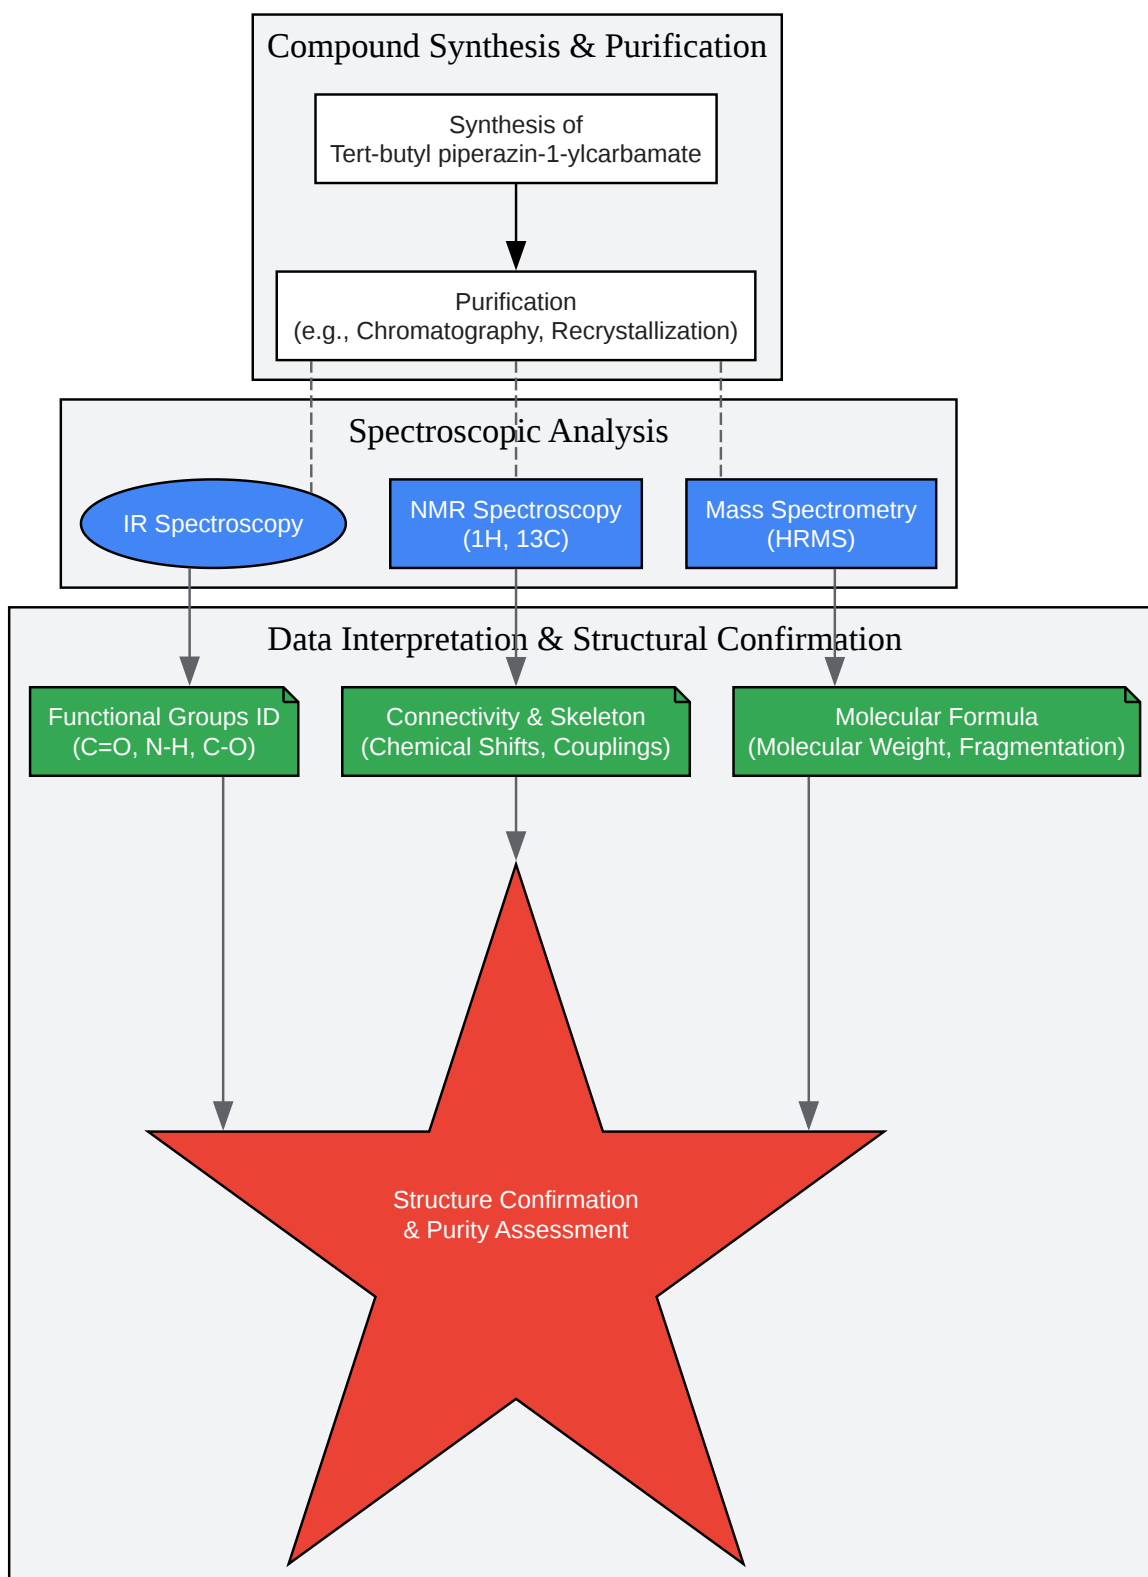 Compound Synthesis & Purification
Synthesis of
Tert-butyl piperazin-1-ylcarbamate
Purification
(e.g., Chromatography, Recrystallization)
Spectroscopic Analysis
IR Spectroscopy
NMR Spectroscopy
(1H, 13C)
Mass Spectrometry
(HRMS)
Data Interpretation & Structural Confirmation
Functional Groups ID
(C=O, N-H, C-O)
Connectivity & Skeleton
(Chemical Shifts, Couplings)
Molecular Formula
(Molecular Weight, Fragmentation)
Structure Confirmation
& Purity Assessment